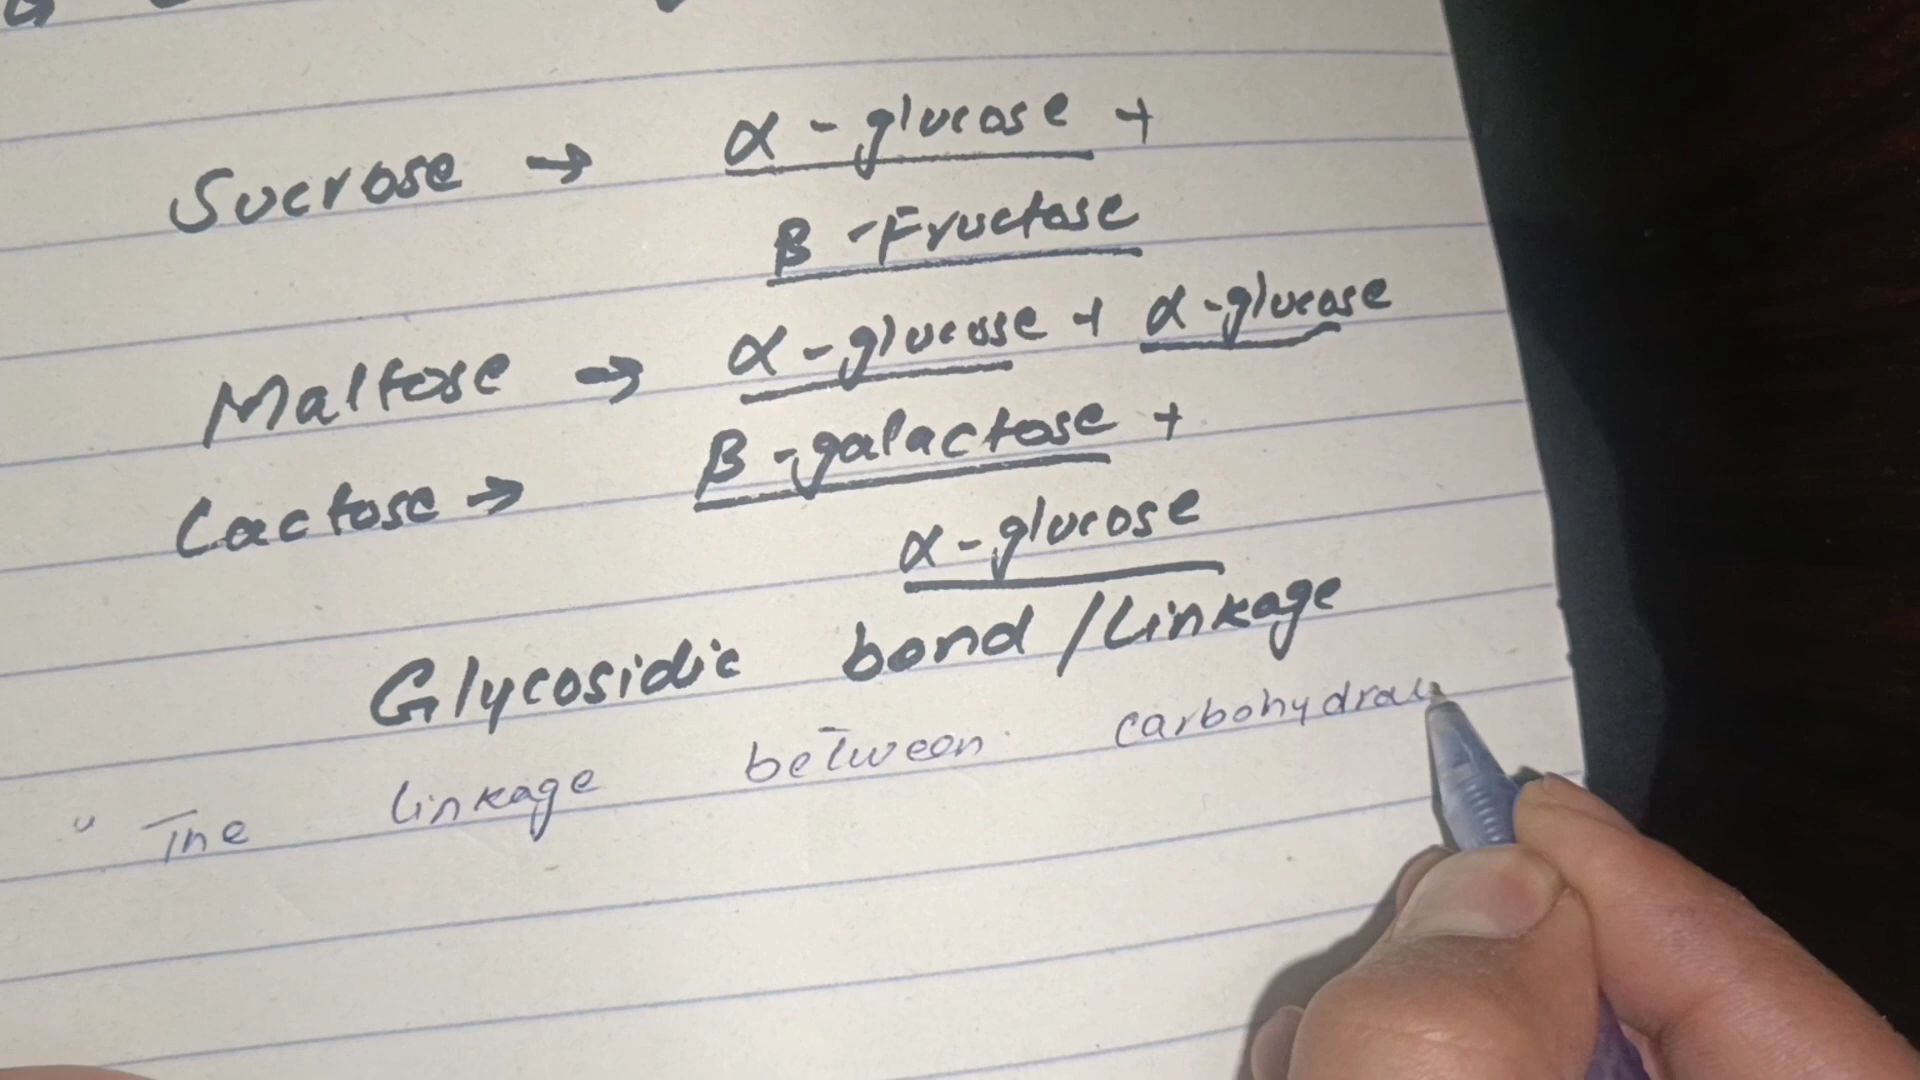 Sucrose → α - glucose +
β - Fructose
Maltose → α - glucose + α - glucose
Lactose → β - galactose +
α - glucose
Glycosidic bond / Linkage
" The linkage between carbohydra